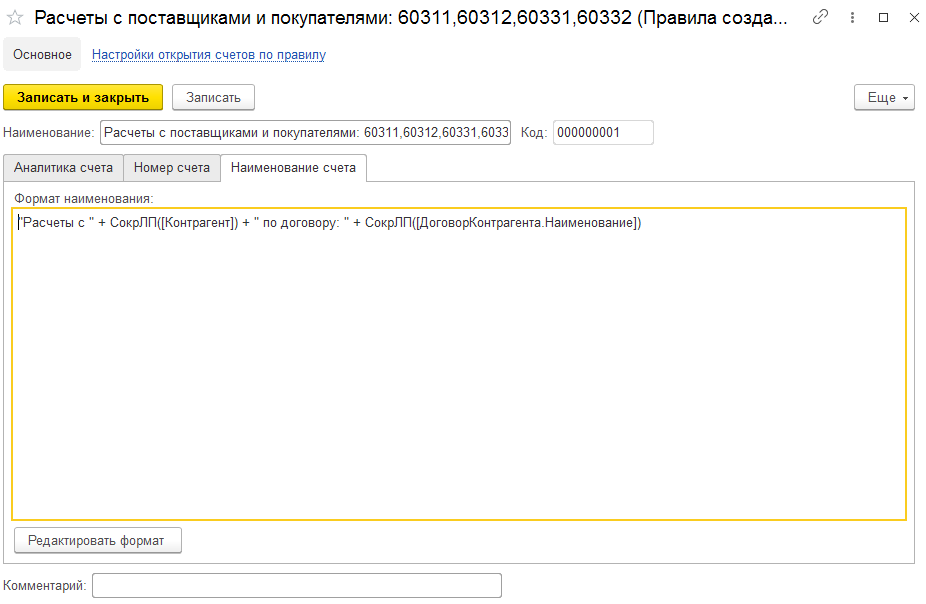 Расчеты с поставщиками и покупателями: 60311,60312,60331,60332 (Правила созда...
Основное Настройки открытия счетов по правилу
Записать и закрыть Записать Еще
Наименование: Расчеты с поставщиками и покупателями: 60311,60312,60331,6033 Код: 000000001
Аналитика счета Номер счета Наименование счета
Формат наименования:
"Расчеты с " + СокрЛП([Контрагент]) + " по договору: " + СокрЛП([ДоговорКонтрагента.Наименование])
Редактировать формат
Комментарий: